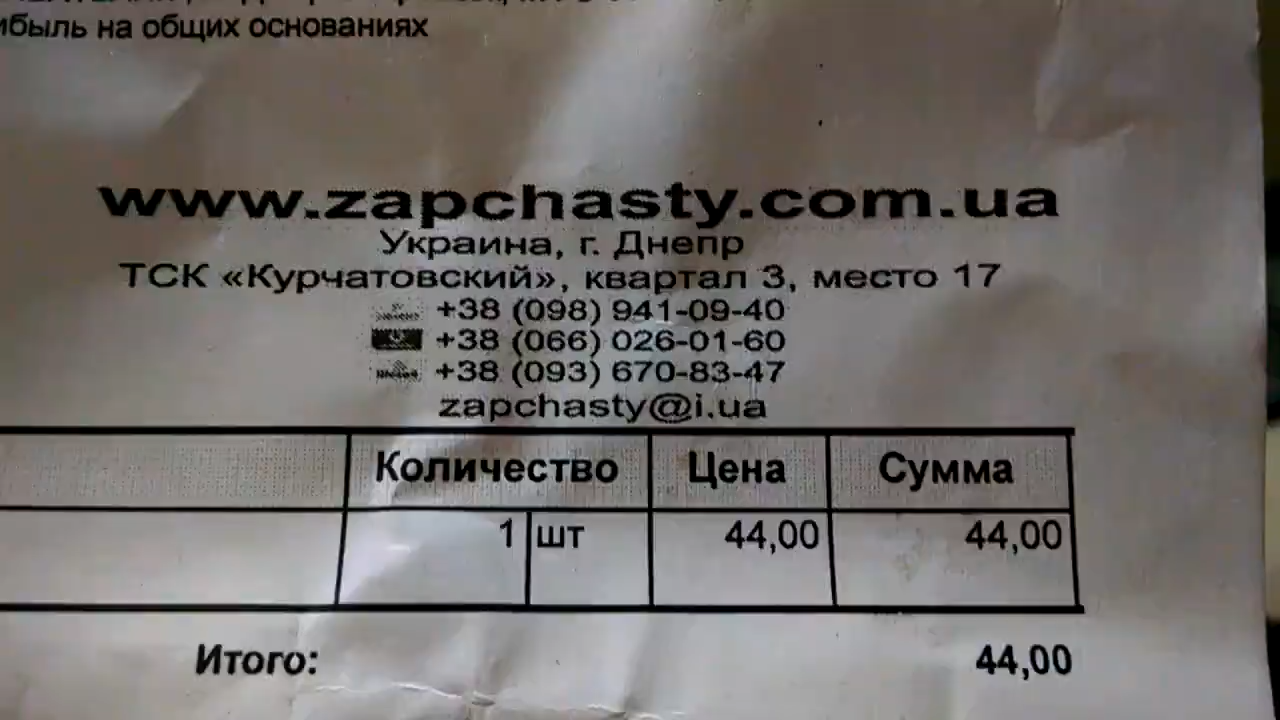 ибыль на общих основаниях
www.zapchasty.com.ua
Украина, г. Днепр
ТСК «Курчатовский», квартал 3, место 17
+38 (098) 941-09-40
+38 (066) 026-01-60
+38 (093) 670-83-47
zapchasty@i.ua
Количество Цена Сумма
1 шт 44,00 44,00
Итого: 44,00